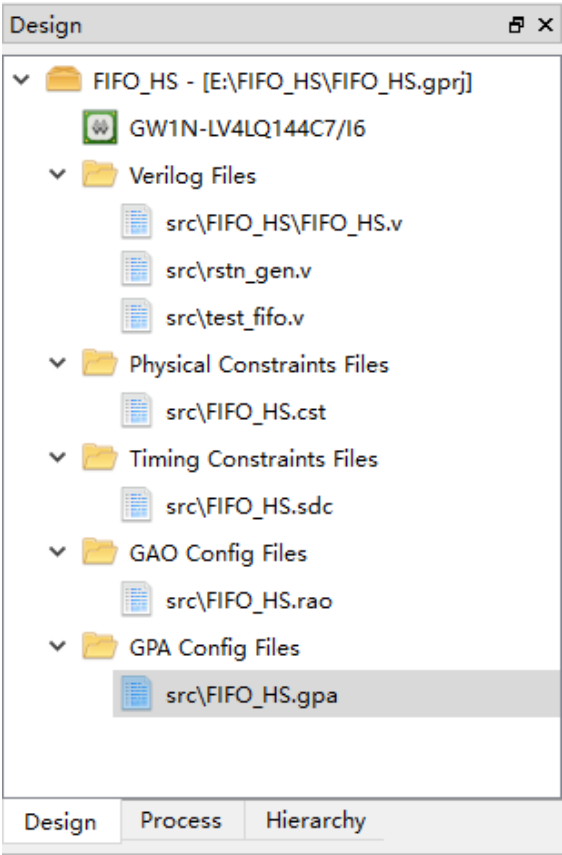 Design
FIFO_HS - [E:\FIFO_HS\FIFO_HS.gprj]
GW1N-LV4LQ144C7/I6
Verilog Files
src\FIFO_HS\FIFO_HS.v
src\rstn_gen.v
src\test_fifo.v
Physical Constraints Files
src\FIFO_HS.cst
Timing Constraints Files
src\FIFO_HS.sdc
GAO Config Files
src\FIFO_HS.rao
GPA Config Files
src\FIFO_HS.gpa
Design Process Hierarchy